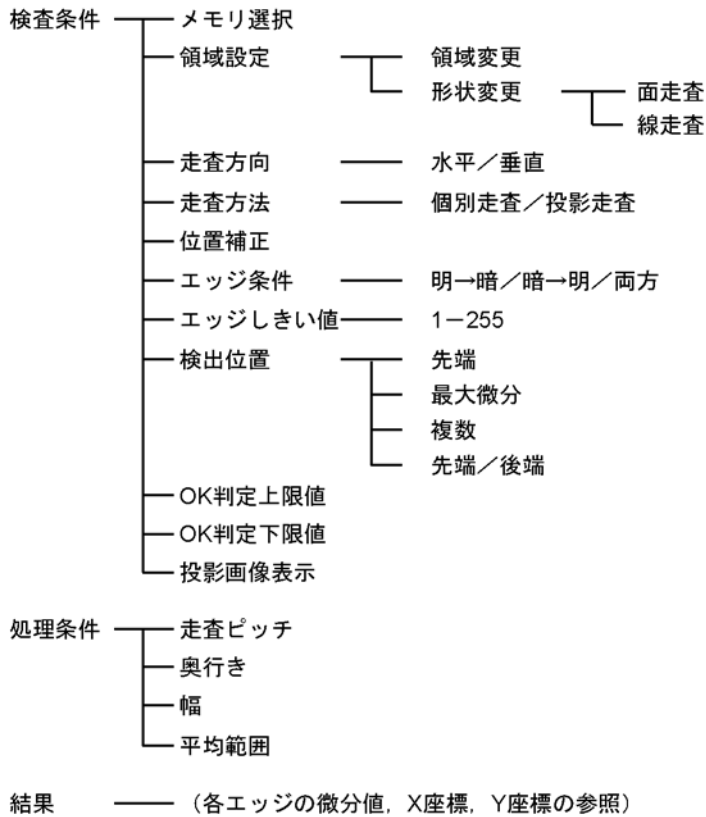 検査条件 メモリ選択
領域設定 領域変更
形状変更 面走査
線走査
走査方向 水平／垂直
走査方法 個別走査／投影走査
位置補正
エッジ条件 明→暗／暗→明／両方
エッジしきい値 1－255
検出位置 先端
最大微分
複数
先端／後端
OK判定上限値
OK判定下限値
投影画像表示
処理条件 走査ピッチ
奥行き
幅
平均範囲
結果 （各エッジの微分値，X座標，Y座標の参照）